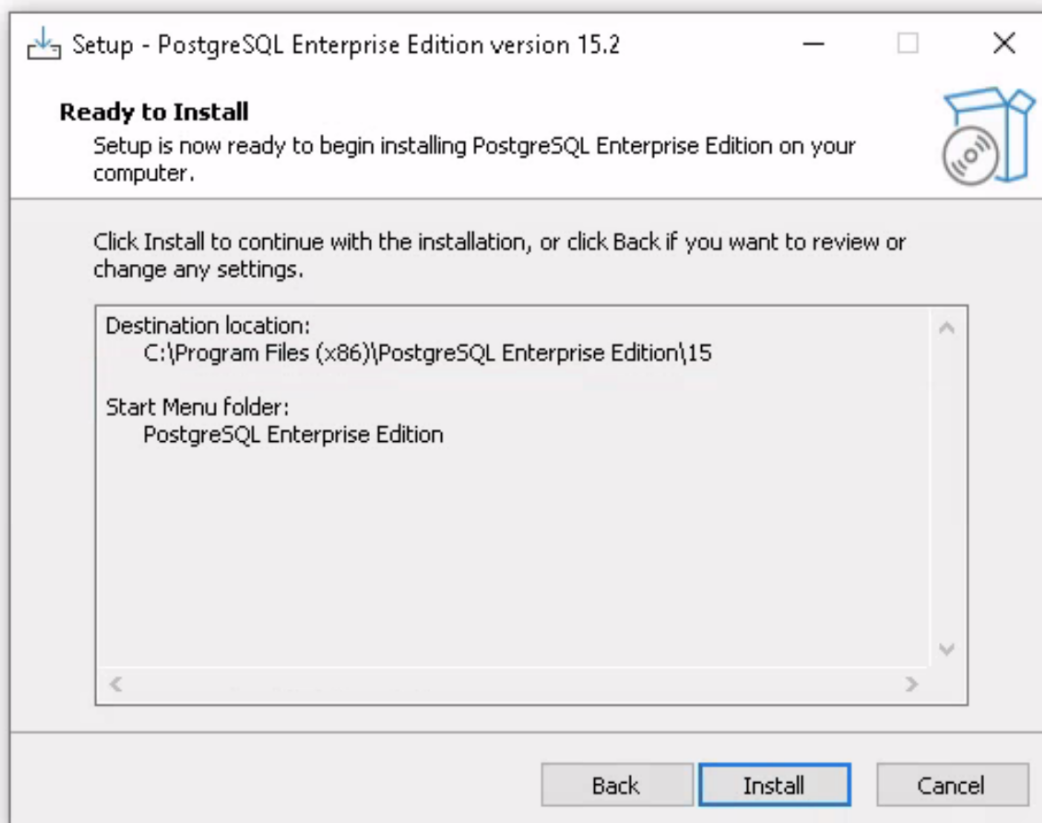 Setup - PostgreSQL Enterprise Edition version 15.2
Ready to Install
Setup is now ready to begin installing PostgreSQL Enterprise Edition on your
computer.
Click Install to continue with the installation, or click Back if you want to review or
change any settings.
Destination location:
C:\Program Files (x86)\PostgreSQL Enterprise Edition\15
Start Menu folder:
PostgreSQL Enterprise Edition
Back
Install
Cancel